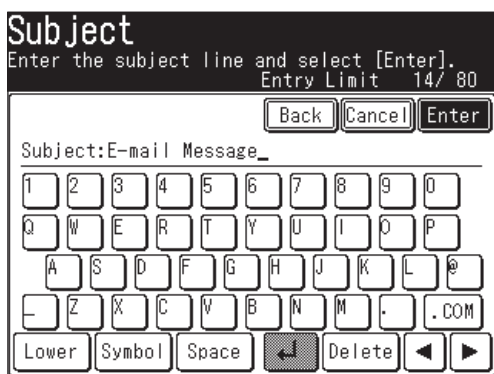 Subject
Enter the subject line and select [Enter].
Entry Limit 14/ 80
Back Cancel Enter
Subject:E-mail Message_
1 2 3 4 5 6 7 8 9 0
Q W E R T Y U I O P
A S D F G H J K L @
_ Z X C V B N M . .COM
Lower Symbol Space ↵ Delete ◀ ▶